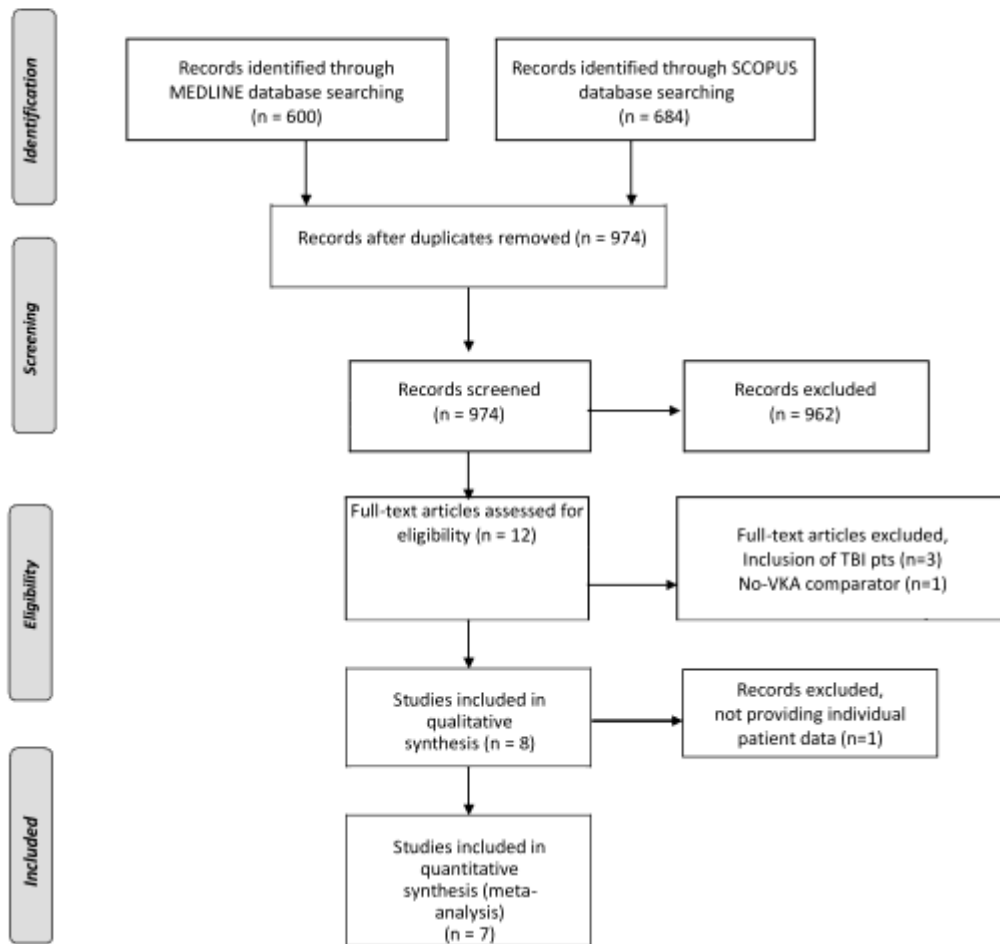 Identification
Records identified through
MEDLINE database searching
(n = 600)
Records identified through SCOPUS
database searching
(n = 684)
Records after duplicates removed (n = 974)
Screening
Records screened
(n = 974)
Records excluded
(n = 962)
Eligibility
Full-text articles assessed for
eligibility (n = 12)
Full-text articles excluded,
Inclusion of TBI pts (n=3)
No-VKA comparator (n=1)
Studies included in
qualitative
synthesis (n = 8)
Records excluded,
not providing individual
patient data (n=1)
Included
Studies included in
quantitative
synthesis (meta-
analysis)
(n = 7)